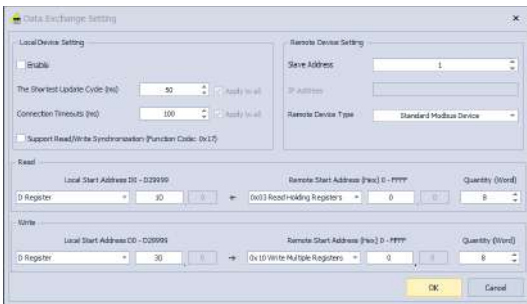 Data Exchange Setting
Local Device Setting
Enable
The Shortest Update Cycle (ms) 50 Apply to all
Connection Timeouts (ms) 100 Apply to all
Support Read/Write Synchronization (Function Code: 0x17)
Remote Device Setting
Slave Address 1
IP Address
Remote Device Type Standard Modbus Device
Read
Local Start Address D0 - D29999 Remote Start Address (Hex) 0 - FFFF Quantity (Word)
D Register 10 0 ← 0x03 Read Holding Registers 0 0 8
Write
Local Start Address D0 - D29999 Remote Start Address (Hex) 0 - FFFF Quantity (Word)
D Register 30 . 0 → 0x10 Write Multiple Registers 0 . 0 8
OK Cancel